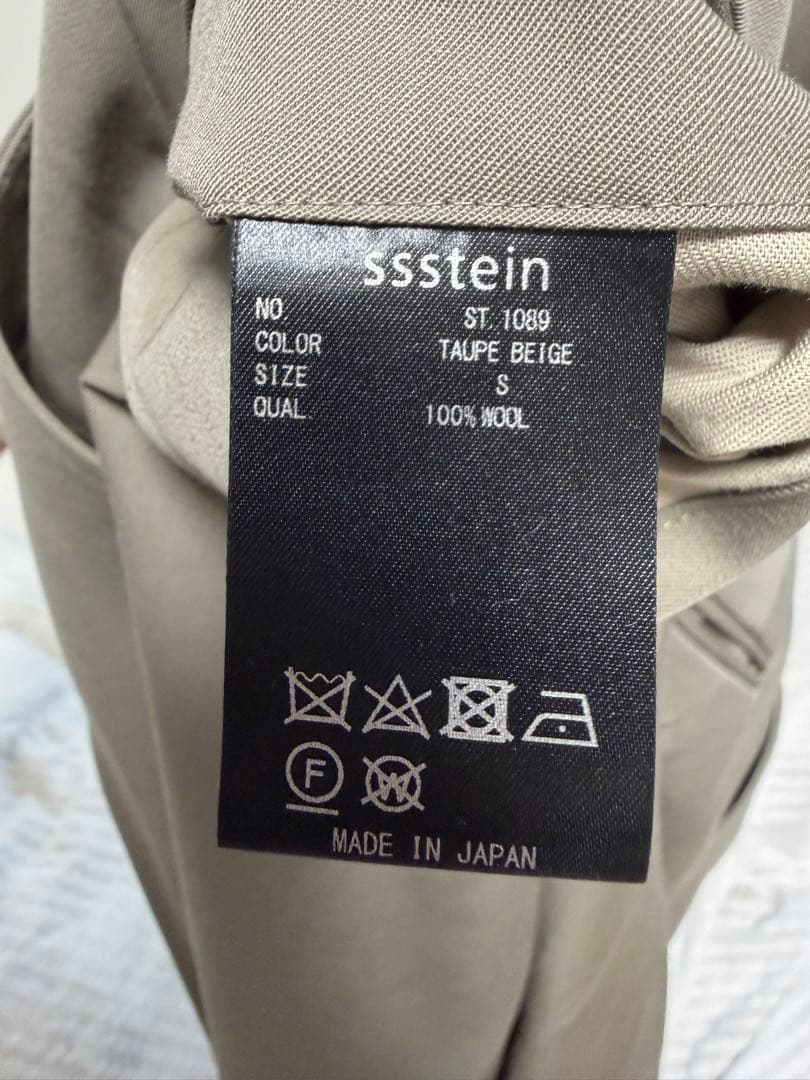 ssstein
NO ST.1089
COLOR TAUPE BEIGE
SIZE S
QUAL. 100% WOOL
F W
MADE IN JAPAN